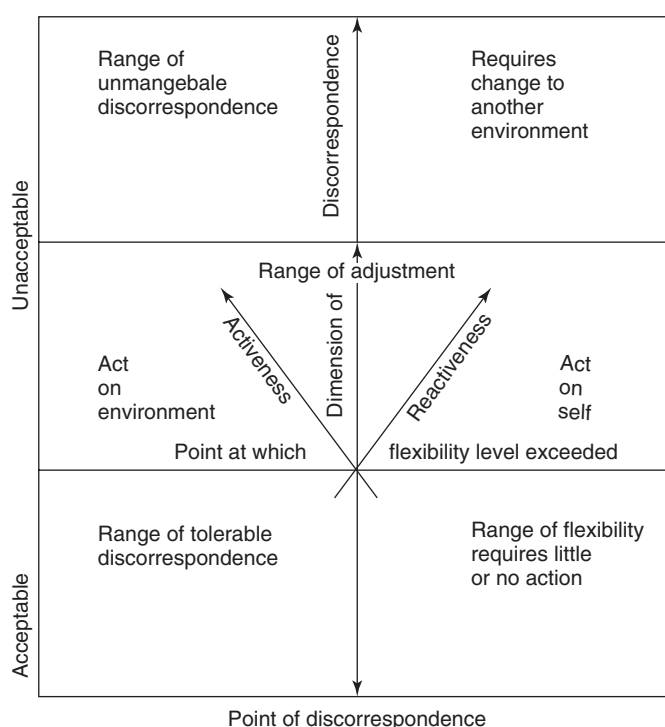 Range of
unmangebale
discorrespondence
Discorrespondence
Requires
change to
another
environment
Unacceptable
Range of adjustment
Activeness
Dimension of
Reactiveness
Act
on
environment
Act
on
self
Point at which
flexibility level exceeded
Range of tolerable
discorrespondence
Range of flexibility
requires little
or no action
Acceptable
Point of discorrespondence